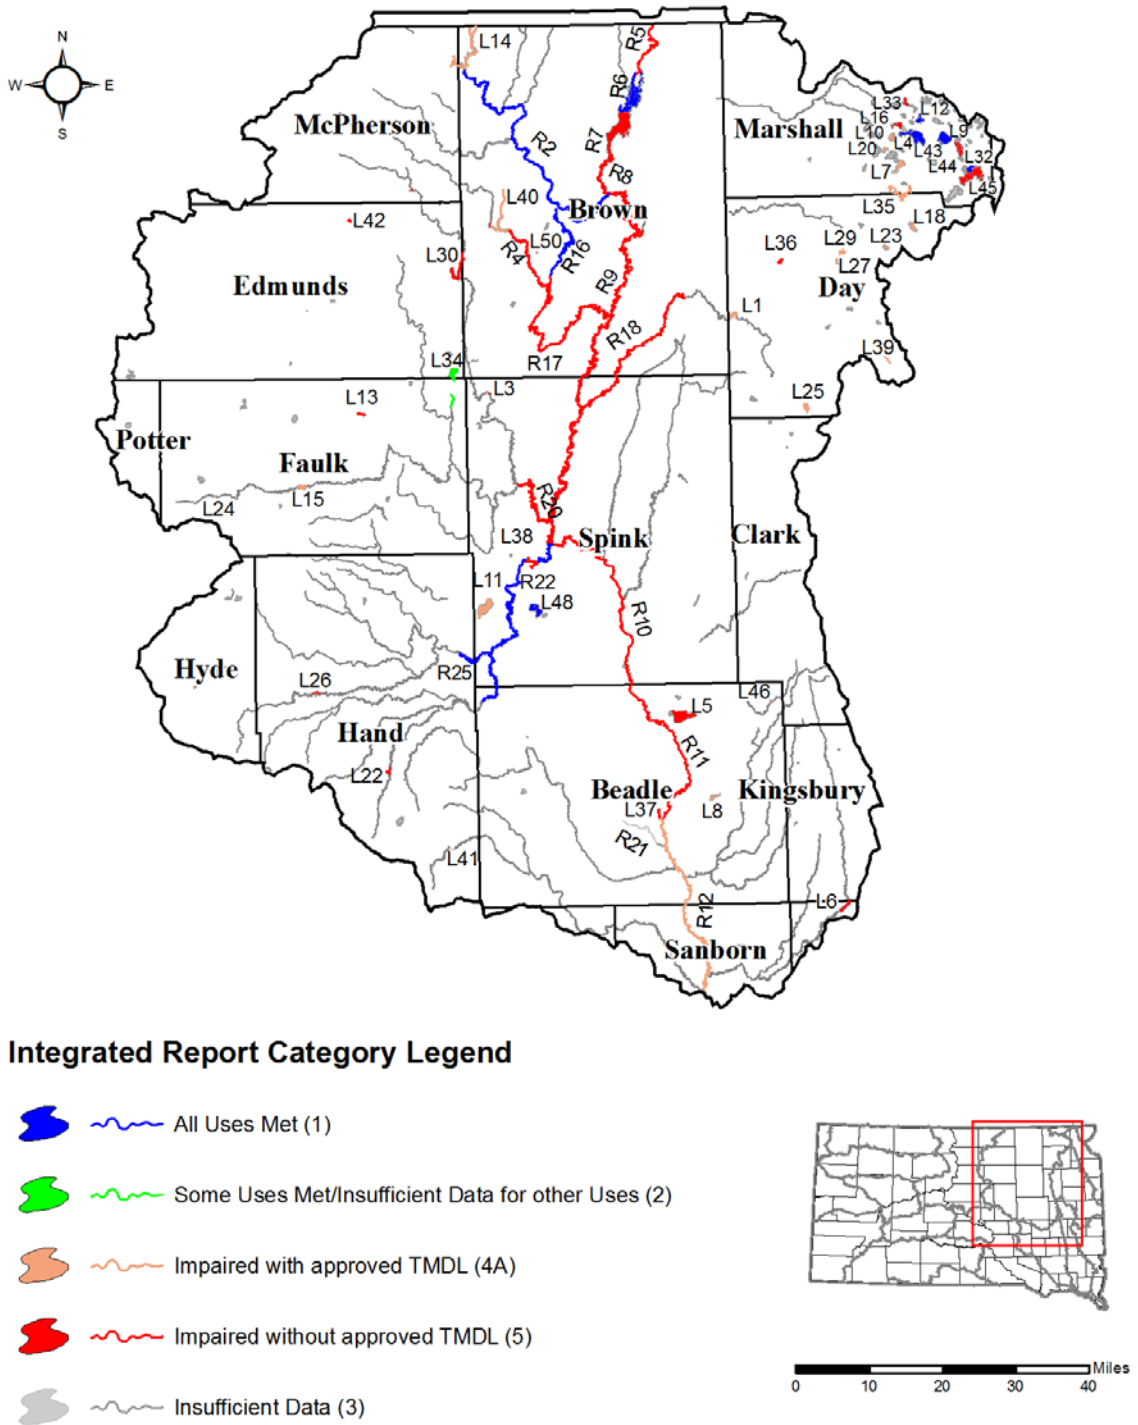 N
W E
S
L14
R5
R6
McPherson
R2
R7
R8
Marshall
L33
L12
L16
L10
L9
L4
L20
L43
L32
L7
L44
L45
L40
Brown
L42
L50
R16
R4
L30
L35
L18
L36
L29
L23
L27
Edmunds
R9
Day
L1
R18
R17
L34
L39
L3
L13
L25
Potter
Faulk
L24
L15
R20
L38
Spink
Clark
L11
R22
L48
R10
Hyde
R25
L26
L46
L5
Hand
R11
L22
Beadle
Kingsbury
L37
L8
R21
L41
L6
R12
Sanborn
Integrated Report Category Legend
All Uses Met (1)
Some Uses Met/Insufficient Data for other Uses (2)
Impaired with approved TMDL (4A)
Impaired without approved TMDL (5)
Insufficient Data (3)
Miles
0 10 20 30 40